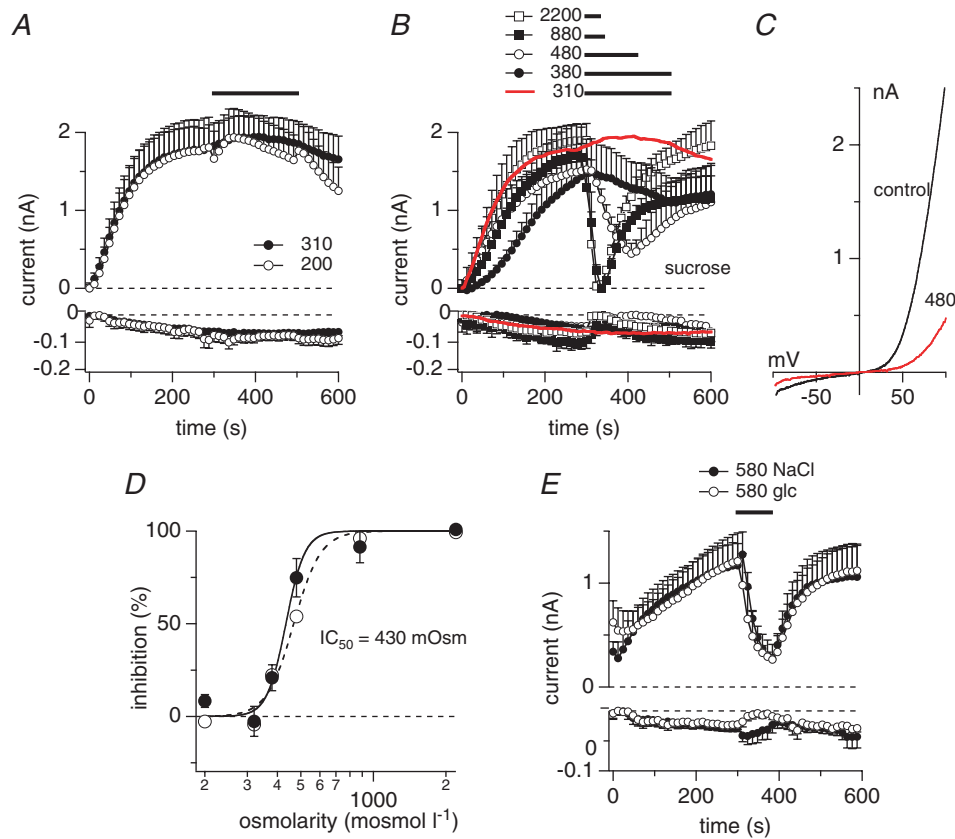 A
B
C
2200
880
480
380
310
2
1
0
current (nA)
310
200
0
-0.1
-0.2
0
200
400
600
time (s)
2
1
0
current (nA)
sucrose
0
-0.1
-0.2
0
200
400
600
time (s)
nA
2
control
1
480
mV
-50
50
D
E
100
50
0
inhibition (%)
IC50 = 430 mOsm
2
3
4
5
6
7
1000
2
osmolarity (mosmol l-1)
580 NaCl
580 glc
1
0
current (nA)
0
-0.1
0
200
400
600
time (s)